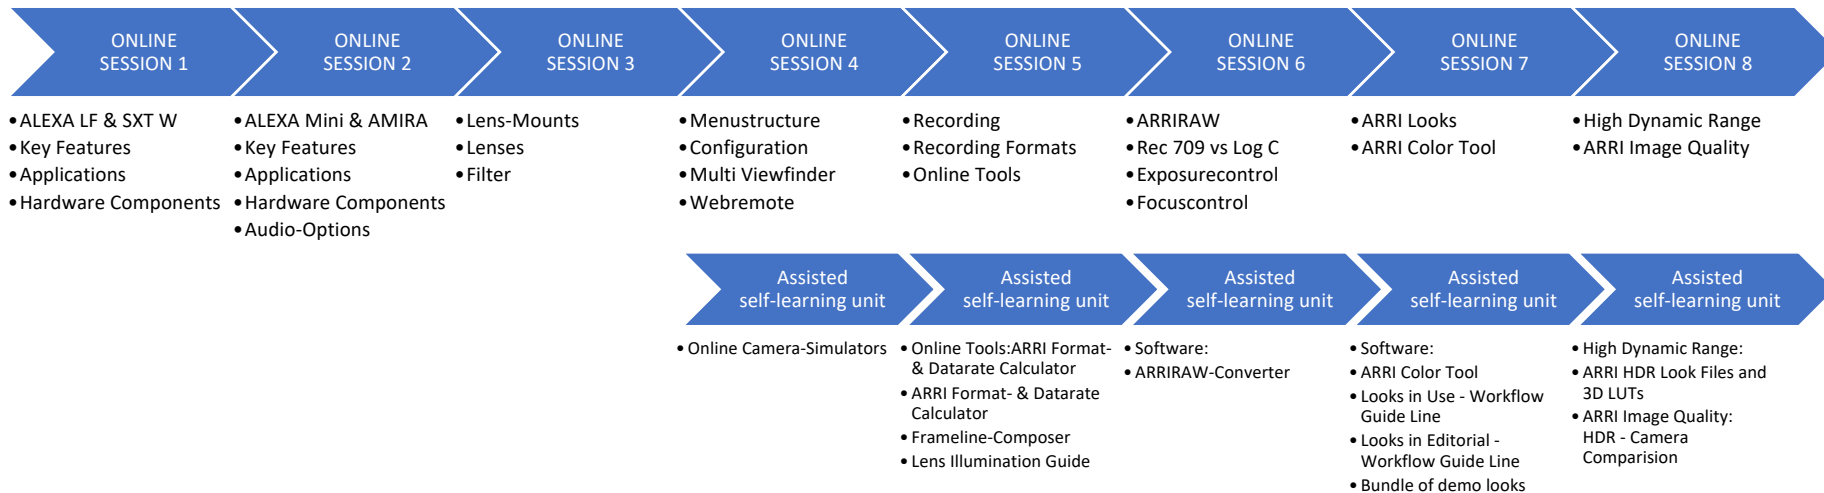 ONLINE
SESSION 1
ONLINE
SESSION 2
ONLINE
SESSION 3
ONLINE
SESSION 4
ONLINE
SESSION 5
ONLINE
SESSION 6
ONLINE
SESSION 7
ONLINE
SESSION 8
•ALEXA LF & SXT W
•Key Features
•Applications
•Hardware Components
•ALEXA Mini & AMIRA
•Key Features
•Applications
•Hardware Components
•Audio-Options
•Lens-Mounts
•Lenses
•Filter
•Menustructure
•Configuration
•Multi Viewfinder
•Webremote
•Recording
•Recording Formats
•Online Tools
•ARRIRAW
•Rec 709 vs Log C
•Exposurecontrol
•Focuscontrol
•ARRI Looks
•ARRI Color Tool
•High Dynamic Range
•ARRI Image Quality
Assisted
self-learning unit
Assisted
self-learning unit
Assisted
self-learning unit
Assisted
self-learning unit
Assisted
self-learning unit
• Online Camera-Simulators
• Online Tools:ARRI Format-
& Datarate Calculator
• ARRI Format- & Datarate
Calculator
• Frameline-Composer
• Lens Illumination Guide
• Software:
• ARRIRAW-Converter
• Software:
• ARRI Color Tool
• Looks in Use - Workflow
Guide Line
• Looks in Editorial -
Workflow Guide Line
• Bundle of demo looks
• High Dynamic Range:
• ARRI HDR Look Files and
3D LUTs
• ARRI Image Quality:
HDR - Camera
Comparision